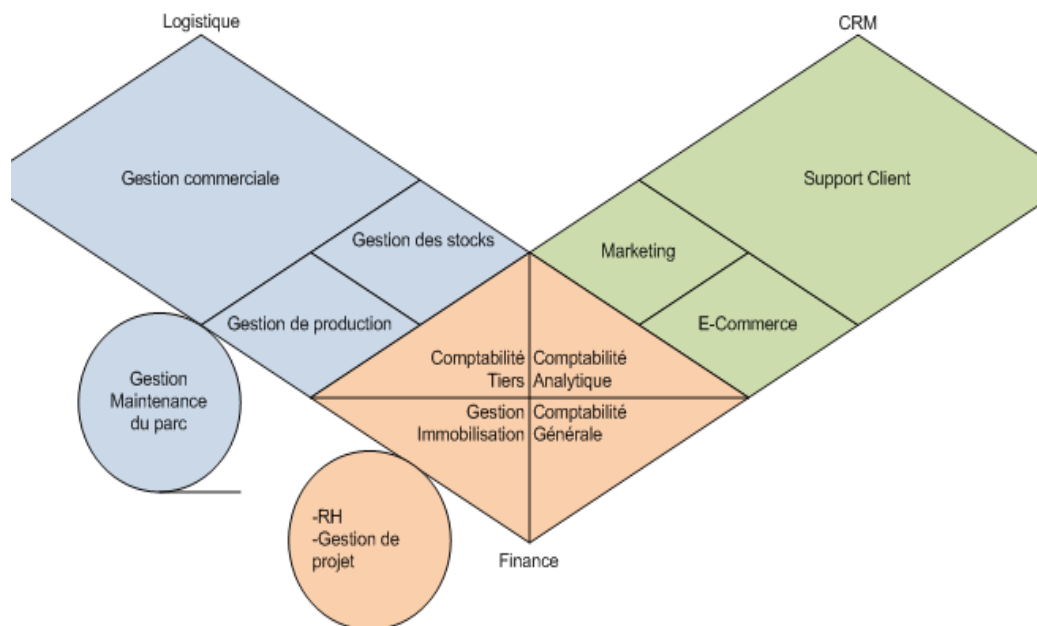 Logistique
CRM
Gestion commerciale
Support Client
Gestion des stocks
Marketing
Gestion de production
E-Commerce
Comptabilité
Tiers
Comptabilité
Analytique
Gestion
Maintenance
du parc
Gestion
Immobilisation
Comptabilité
Générale
-RH
-Gestion de
projet
Finance